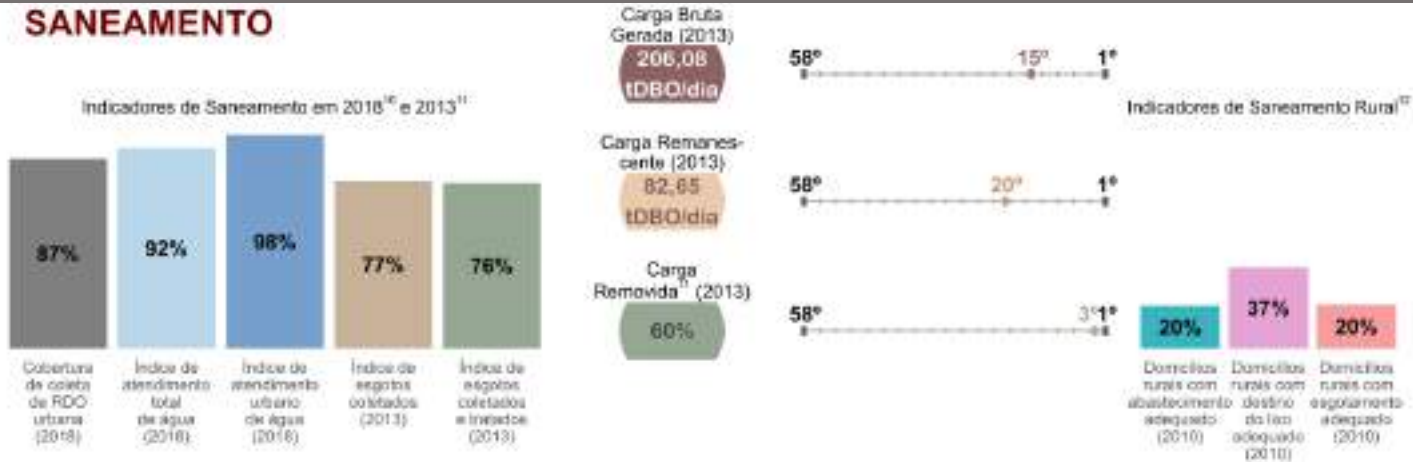 SANEAMENTO
Indicadores de Saneamento em 2018¹⁰ e 2013¹¹
87%
92%
98%
77%
76%
Cobertura
de coleta
de RDO
urbana
(2018)
Índice de
atendimento
total
de água
(2018)
Índice de
atendimento
urbano
de água
(2018)
Índice de
esgotos
coletados
(2013)
Índice de
esgotos
coletados
e tratados
(2013)
Carga Bruta
Gerada (2013)
206,08
tDBO/dia
58º 15º 1º
Carga Remanes-
cente (2013)
82,65
tDBO/dia
58º 20º 1º
Carga
Removida¹¹ (2013)
60%
58º 3º 1º
Indicadores de Saneamento Rural¹²
20%
37%
20%
Domicílios
rurais com
abastecimento
adequado
(2010)
Domicílios
rurais com
destino
do lixo
adequado
(2010)
Domicílios
rurais com
esgotamento
adequado
(2010)